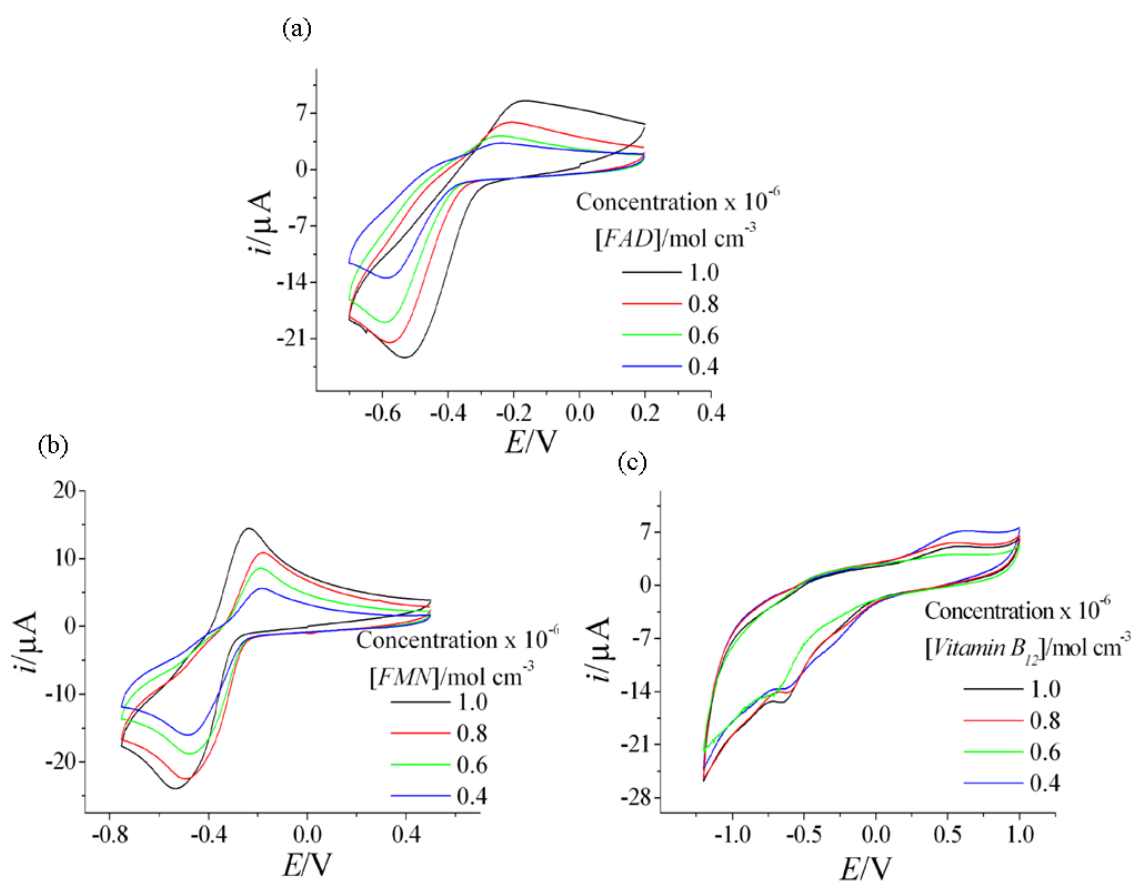 (a)
7
0
-7
-14
-21
i/μA
-0.6 -0.4 -0.2 0.0 0.2 0.4
E/V
Concentration x 10-6
[FAD]/mol cm-3
1.0
0.8
0.6
0.4
(b)
20
10
0
-10
-20
i/μA
-0.8 -0.4 0.0 0.4
E/V
Concentration x 10-6
[FMN]/mol cm-3
1.0
0.8
0.6
0.4
(c)
7
0
-7
-14
-21
-28
i/μA
-1.0 -0.5 0.0 0.5 1.0
E/V
Concentration x 10-6
[Vitamin B12]/mol cm-3
1.0
0.8
0.6
0.4